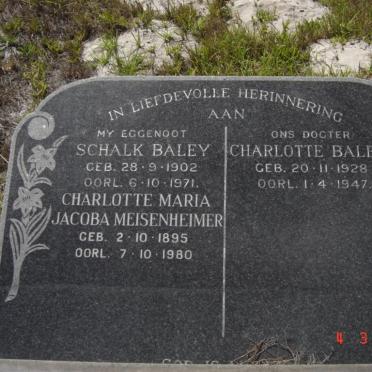 IN LIEFDEVOLLE HERINNERING
AAN
MY EGGENOOT
SCHALK BALEY
GEB. 28·9·1902
OORL. 6·10·1971.
CHARLOTTE MARIA
JACOBA MEISENHEIMER
GEB. 2·10·1895
OORL. 7·10·1980
ONS DOGTER
CHARLOTTE BALE
GEB. 20·11·1928
OORL. 1·4·1947.
GOD IS
4 3